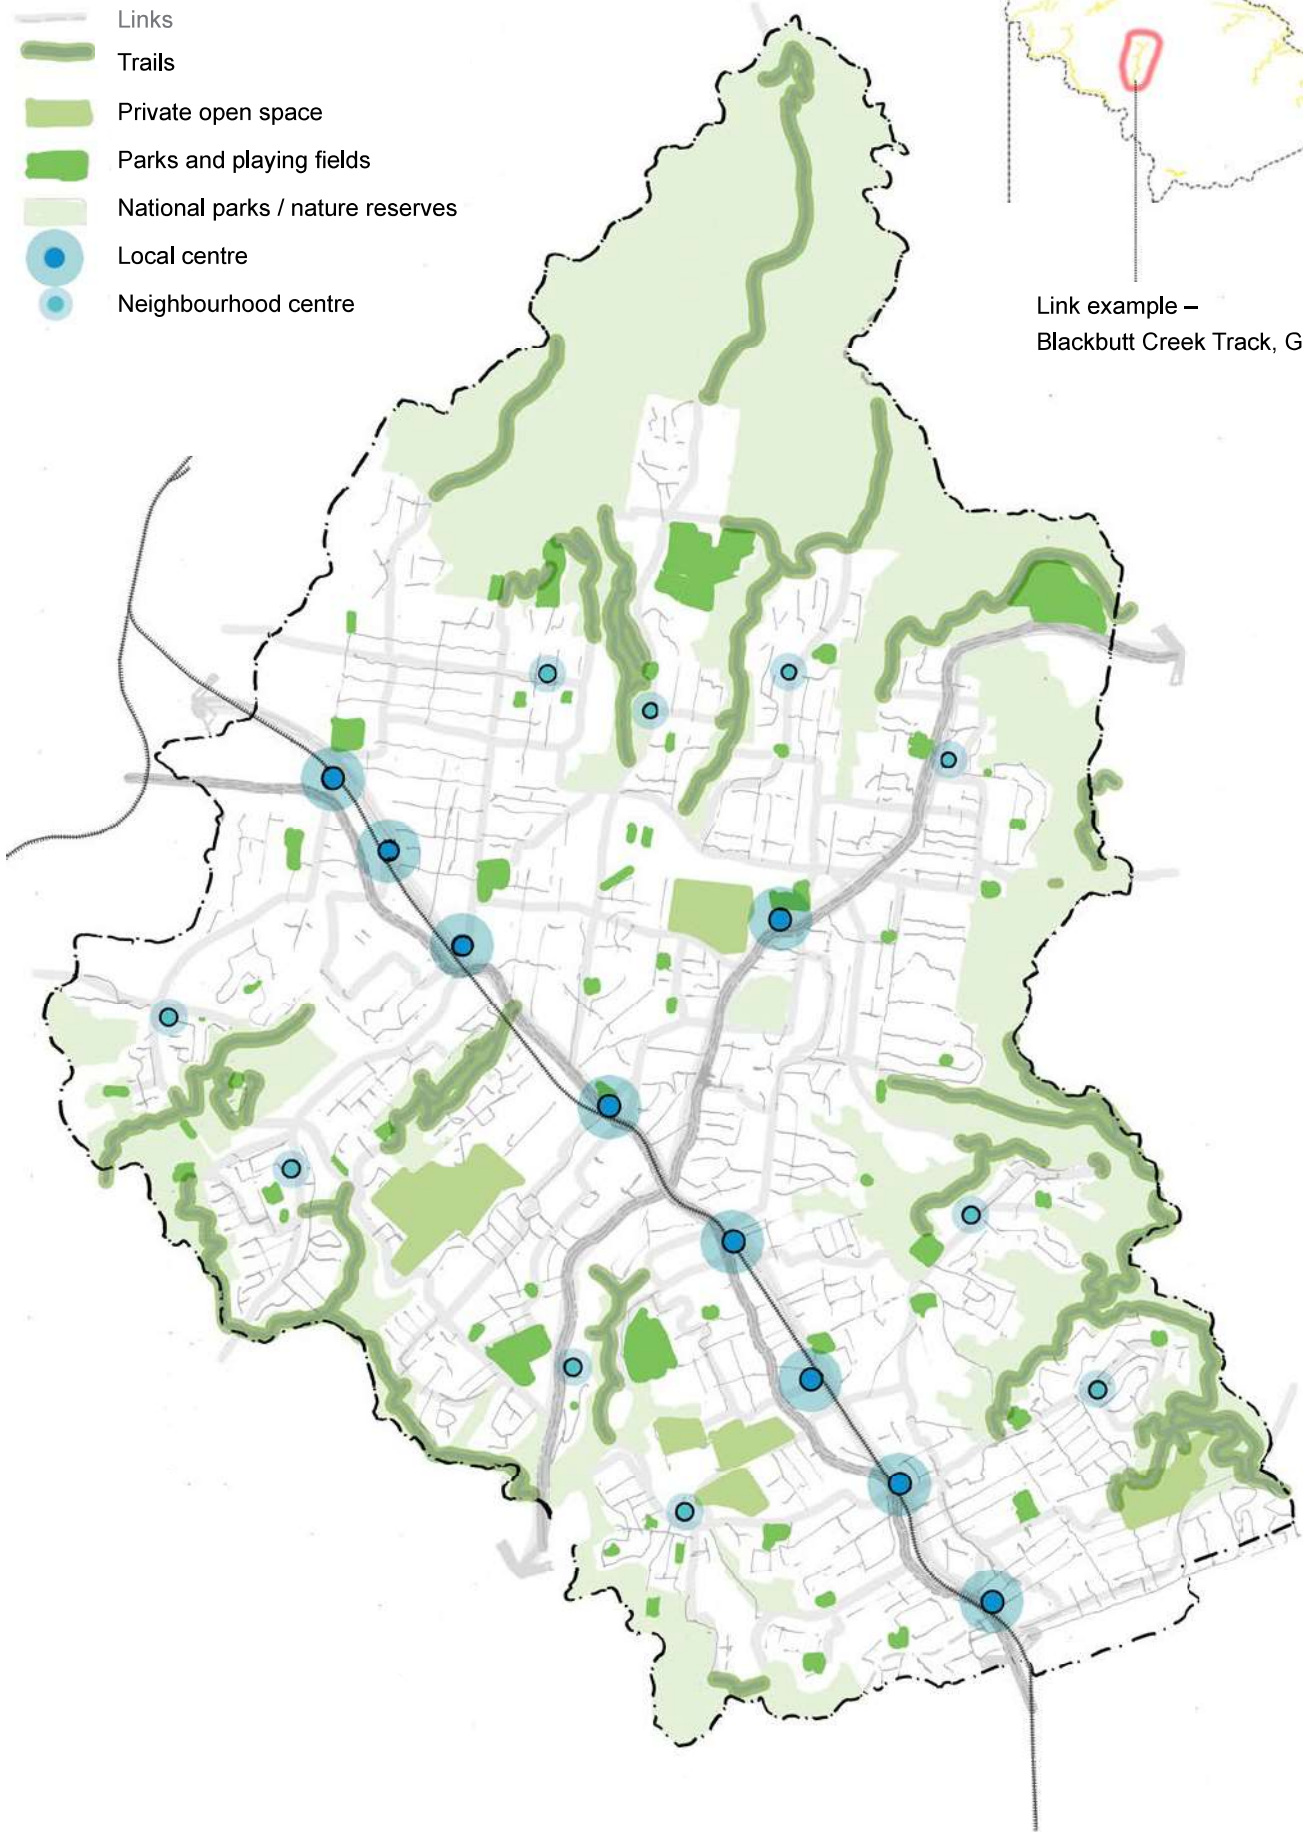 Links
Trails
Private open space
Parks and playing fields
National parks / nature reserves
Local centre
Neighbourhood centre
Link example –
Blackbutt Creek Track, G